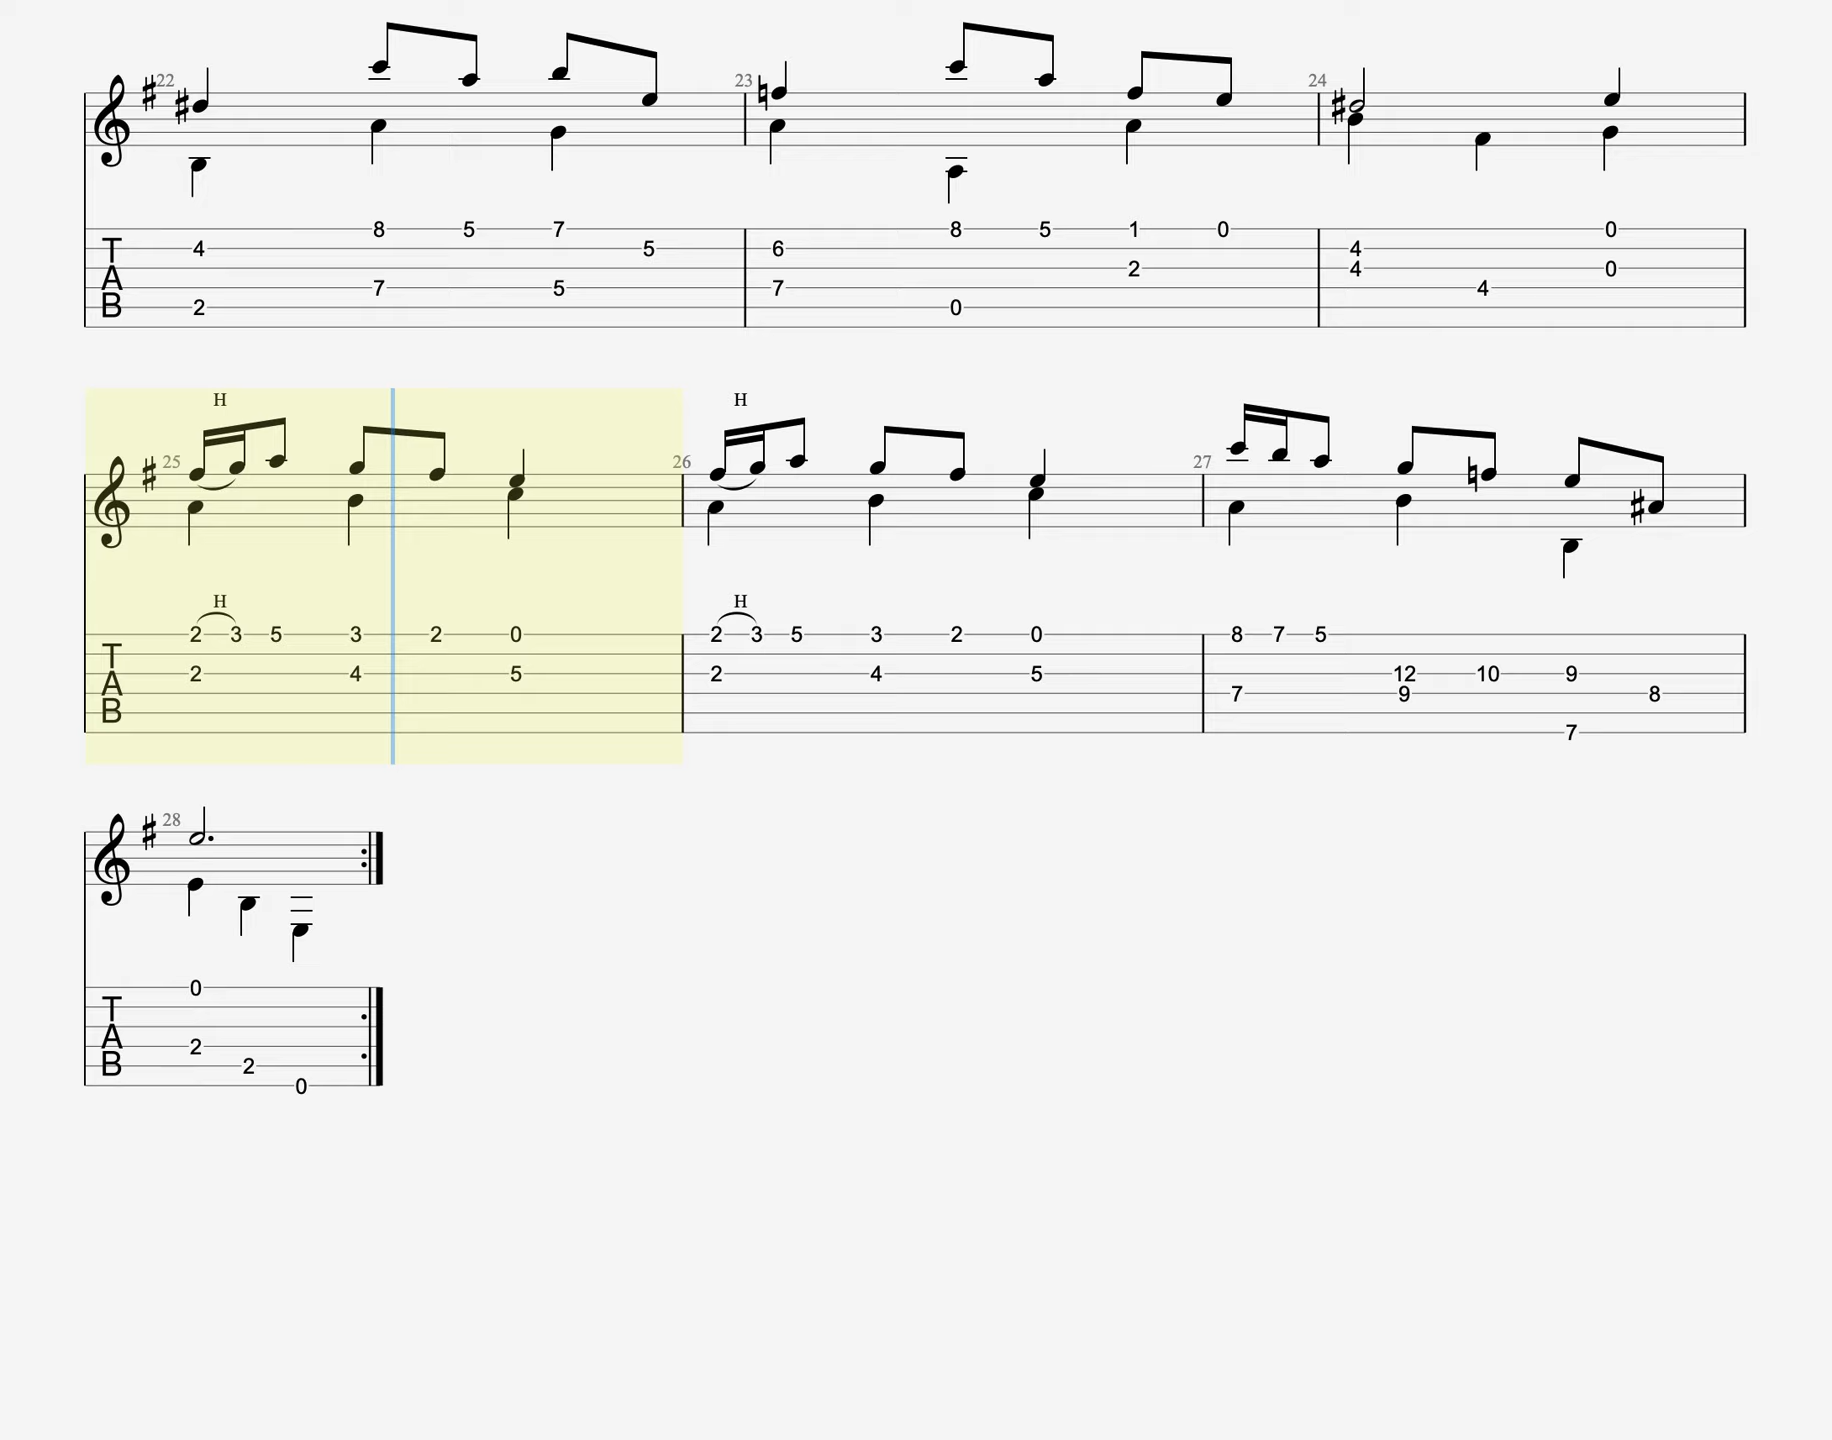 22 23 24
8 5 7 8 5 1 0 0
T 4 5 6 4
A 2 4 0
7 5 7 4
B 2 0
H H
25 26 27
H H
2 3 5 3 2 0 2 3 5 3 2 0 8 7 5
T
A 2 4 5 2 4 5 12 10 9
7 9 8
B
7
28
0
T
A 2
B 2
0